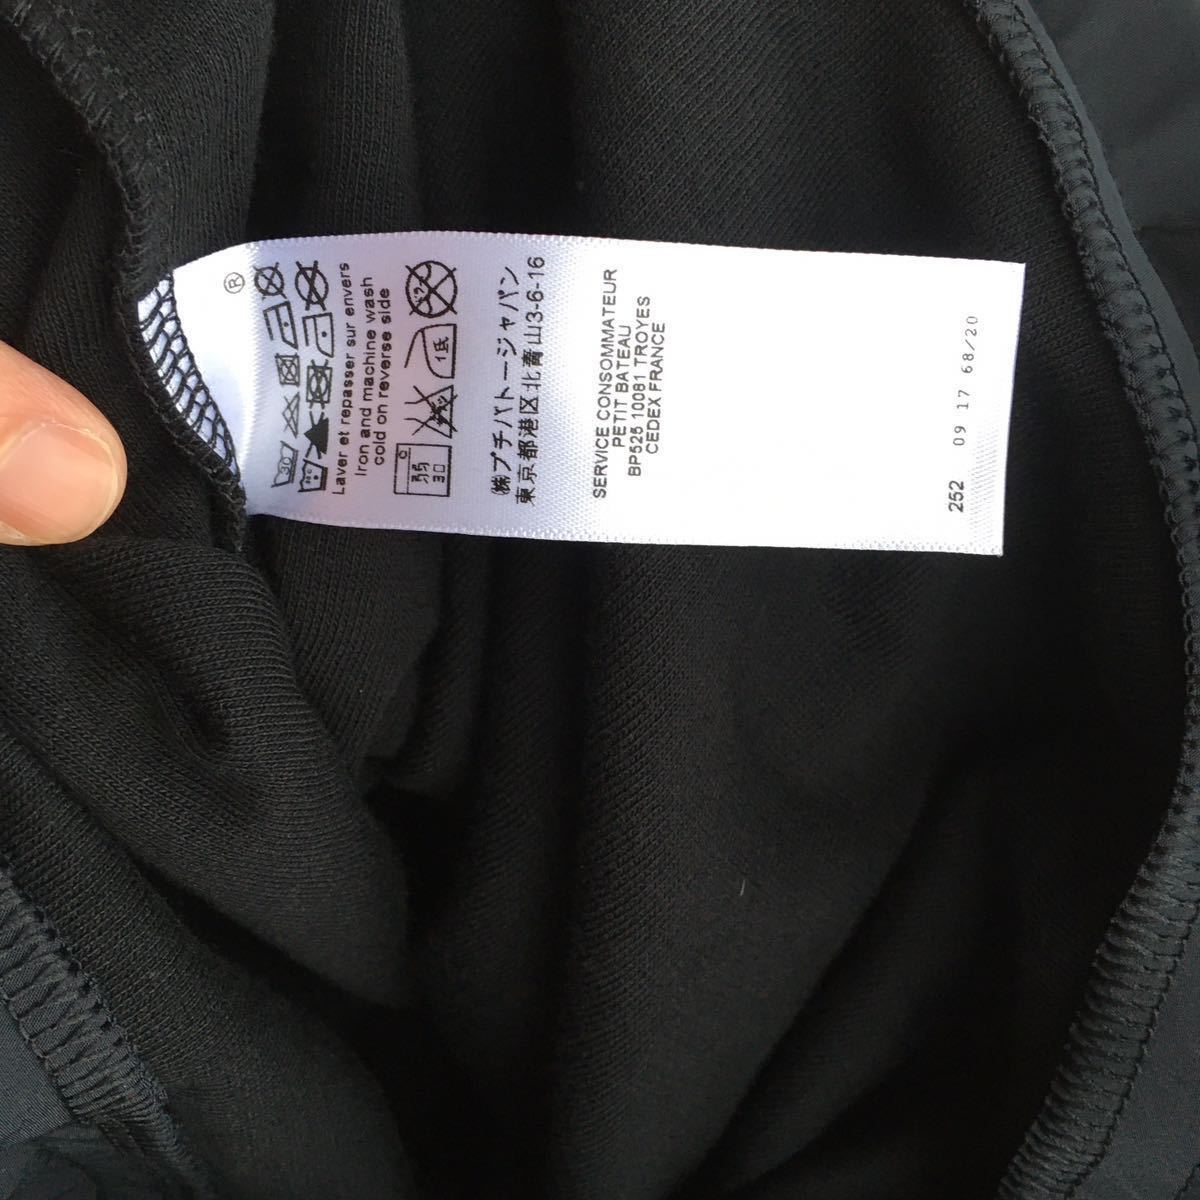 ®
30
Laver et repasser sur envers
Iron and machine wash
cold on reverse side
弱
30
低
㈱プチバトージャパン
東京都港区北青山3-6-16
SERVICE CONSOMMATEUR
PETIT BATEAU
BP525 10081 TROYES
CEDEX FRANCE
252 09 17 68/20